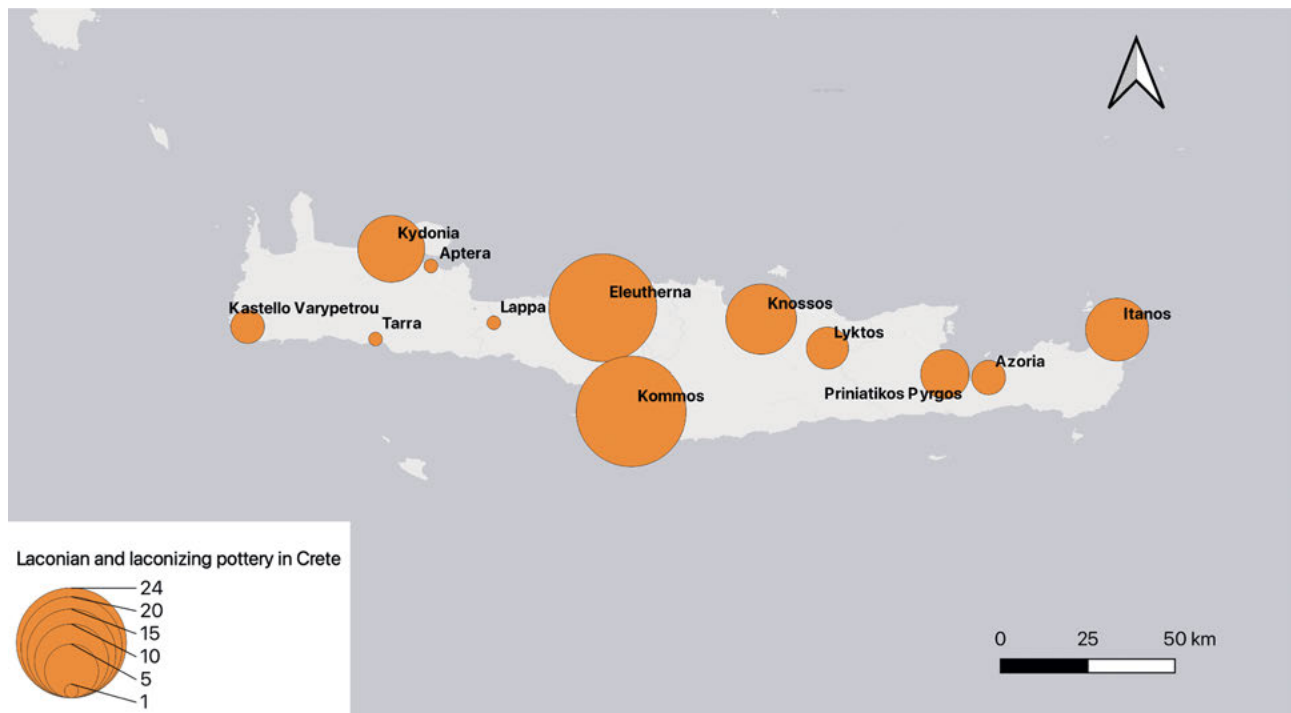 Kydonia
Aptera
Kastello Varypetrou
Tarra
Lappa
Eleutherna
Kommos
Knossos
Lyktos
Priniatikos Pyrgos
Azoria
Itanos
Laconian and laconizing pottery in Crete
24
20
15
10
5
1
0 25 50 km